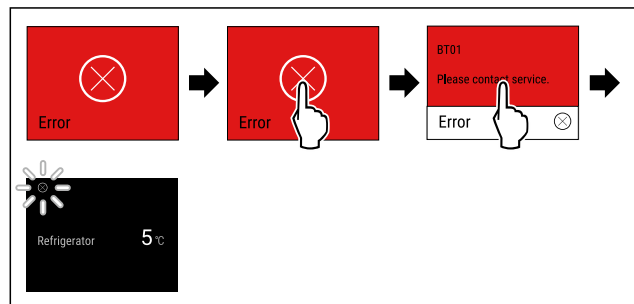 Error
Error
BT01
Please contact service.
Error
Refrigerator 5 °C